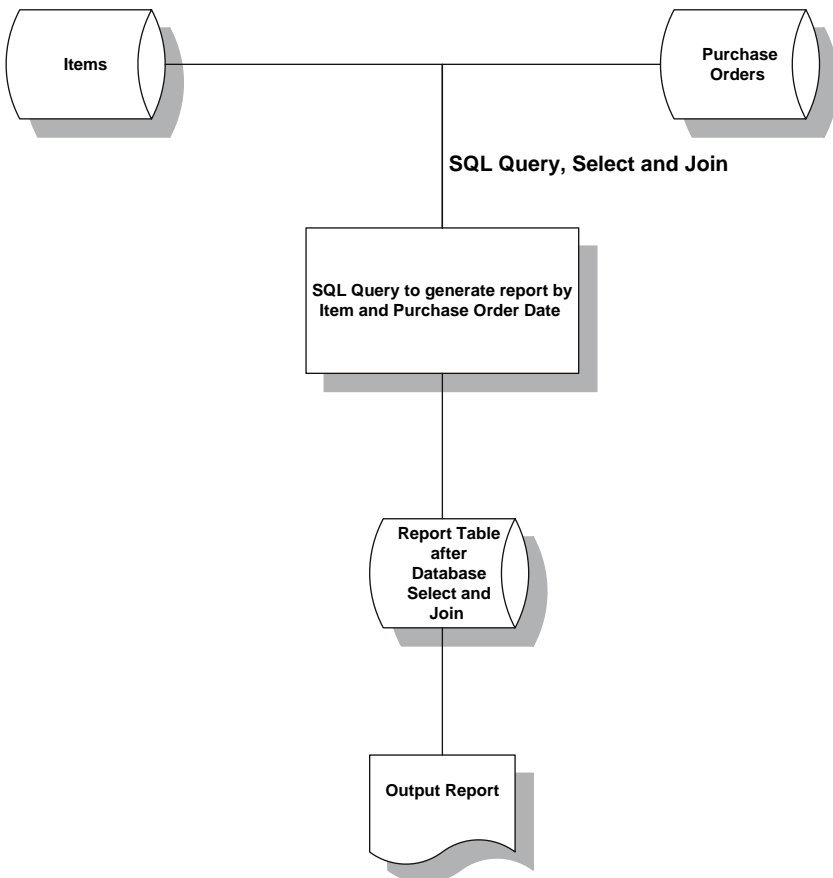 Items
Purchase
Orders
SQL Query, Select and Join
SQL Query to generate report by
Item and Purchase Order Date
Report Table
after
Database
Select and
Join
Output Report